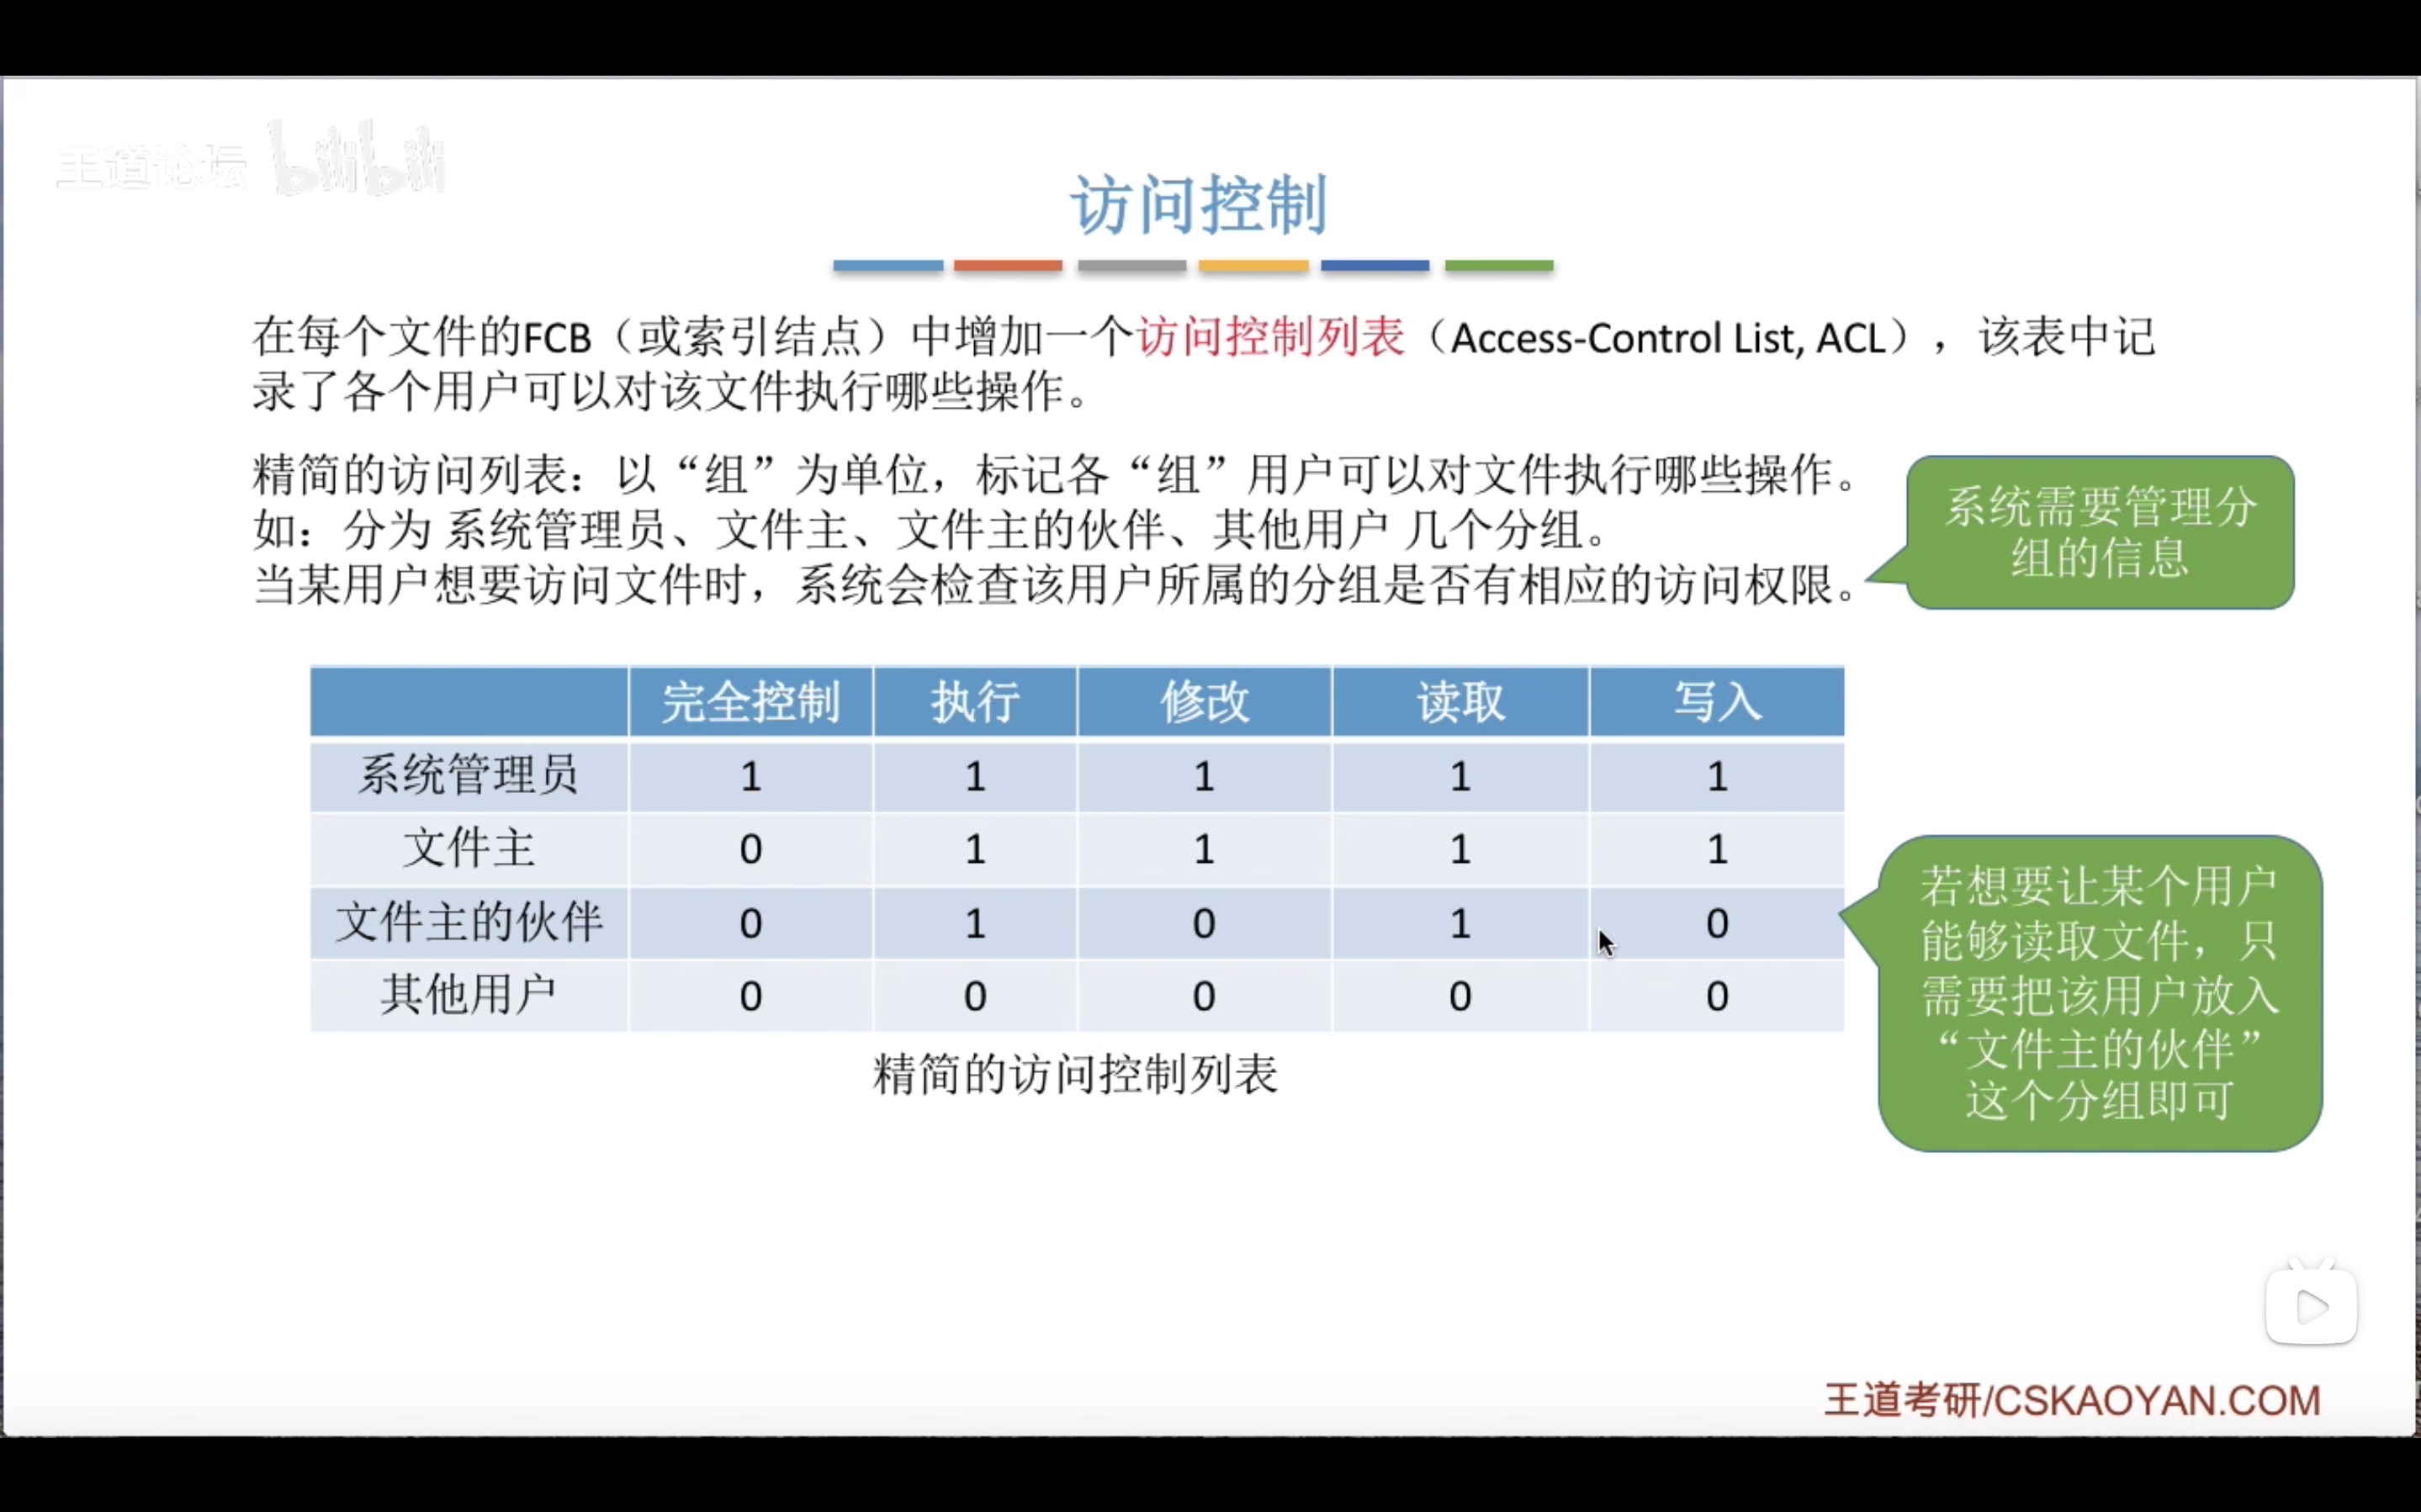 王道论坛 bilibili
访问控制
在每个文件的FCB（或索引结点）中增加一个访问控制列表（Access-Control List, ACL），该表中记
录了各个用户可以对该文件执行哪些操作。
精简的访问列表：以“组”为单位，标记各“组”用户可以对文件执行哪些操作。
如：分为 系统管理员、文件主、文件主的伙伴、其他用户 几个分组。
当某用户想要访问文件时，系统会检查该用户所属的分组是否有相应的访问权限。
系统需要管理分
组的信息
完全控制 执行 修改 读取 写入
系统管理员 1 1 1 1 1
文件主 0 1 1 1 1
文件主的伙伴 0 1 0 1 0
其他用户 0 0 0 0 0
精简的访问控制列表
若想要让某个用户
能够读取文件，只
需要把该用户放入
“文件主的伙伴”
这个分组即可
王道考研/CSKAOYAN.COM